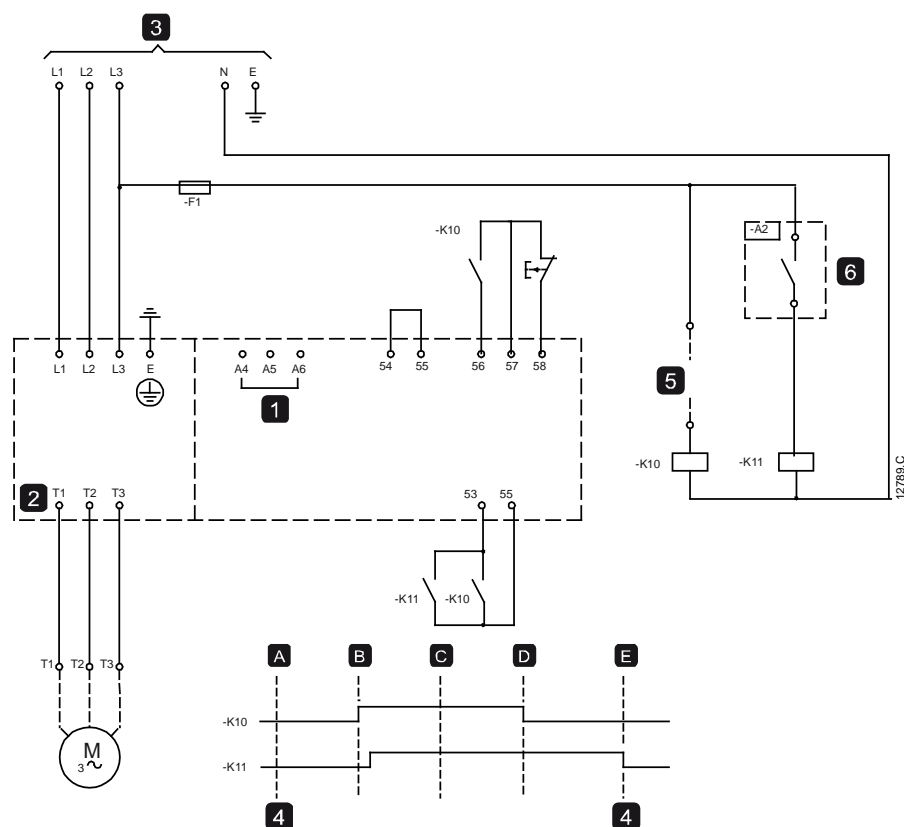 3
L1 L2 L3 N E
-F1
-K10
-A2
6
L1 L2 L3 E
A4 A5 A6
54 55
56 57 58
1
5
-K10
-K11
12789.C
2
T1 T2 T3
53 55
-K11 -K10
T1 T2 T3
M
3
A B C D E
-K10
-K11
4 4